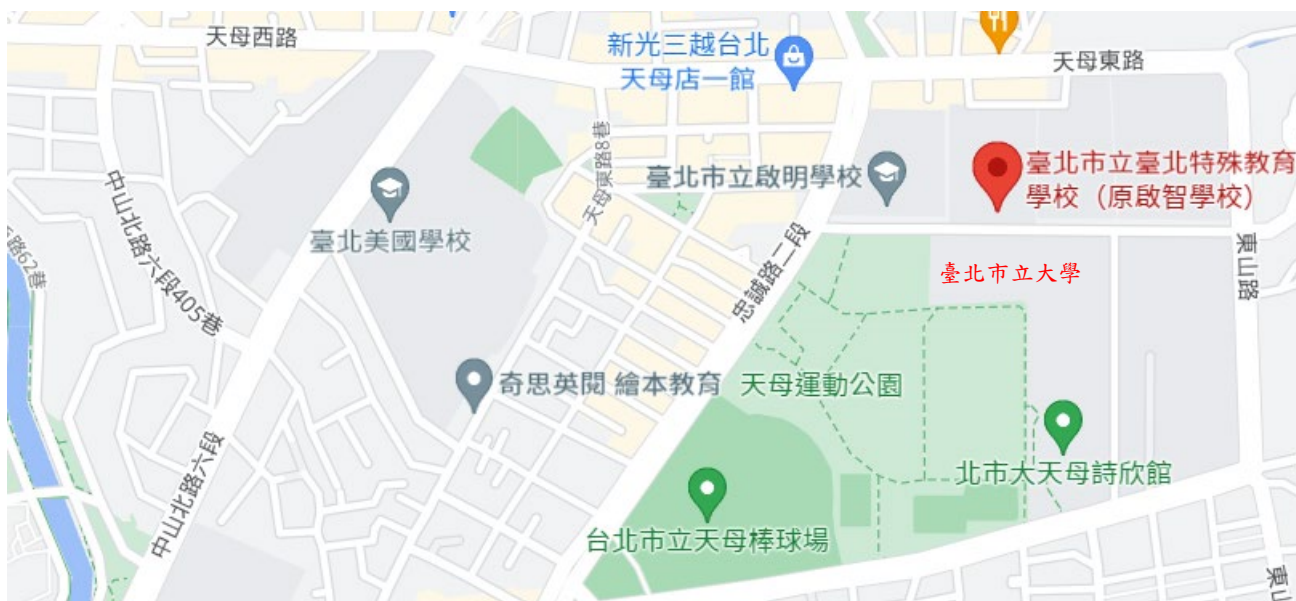 天母西路
新光三越台北
天母店一館
天母東路
天母東路8巷
臺北市立啟明學校
臺北市立臺北特殊教育
學校（原啟智學校）
臺北美國學校
中山北路六段405巷
路62巷
忠誠路二段
東山路
臺北市立大學
奇思英閱 繪本教育
天母運動公園
中山北路六段
北市大天母詩欣館
台北市立天母棒球場
東山